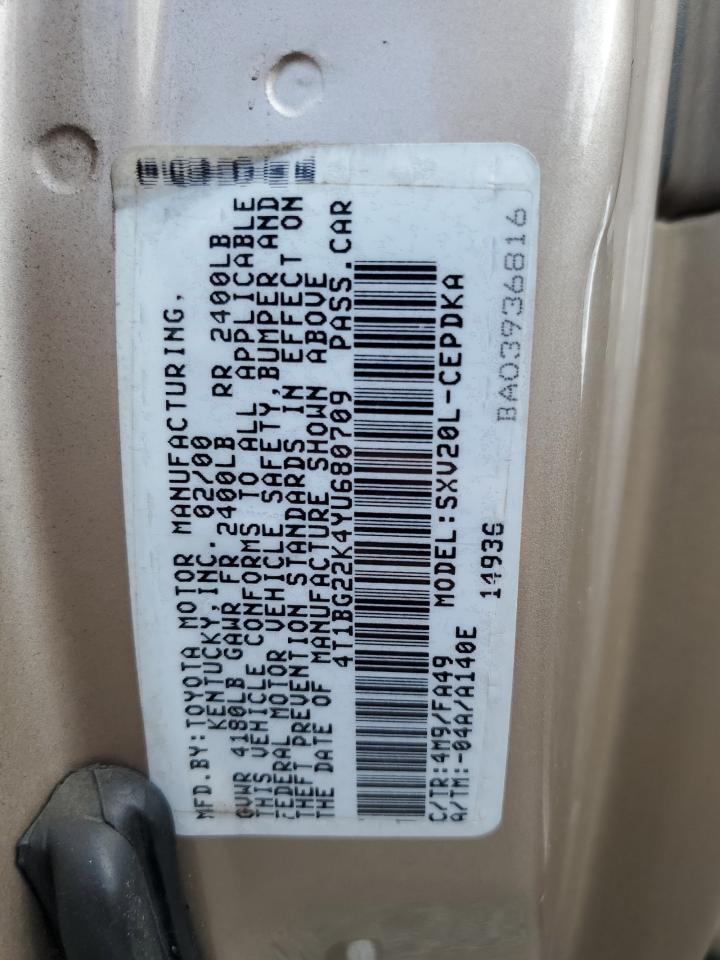 MFD.BY:TOYOTA MOTOR MANUFACTURING,
KENTUCKY,INC. 02/00
GVWR 4180LB GAWR FR 2400LB RR 2400LB
THIS VEHICLE CONFORMS TO ALL APPLICABLE
FEDERAL MOTOR VEHICLE SAFETY,BUMPER AND
THEFT PREVENTION STANDARDS IN EFFECT ON
THE DATE OF MANUFACTURE SHOWN ABOVE
4T1BG22K4YU680709 PASS.CAR
C/TR:4M9/FA49 MODEL:SXV20L-CEPDKA
A/TM:-04A/A140E 14936
BA03936816